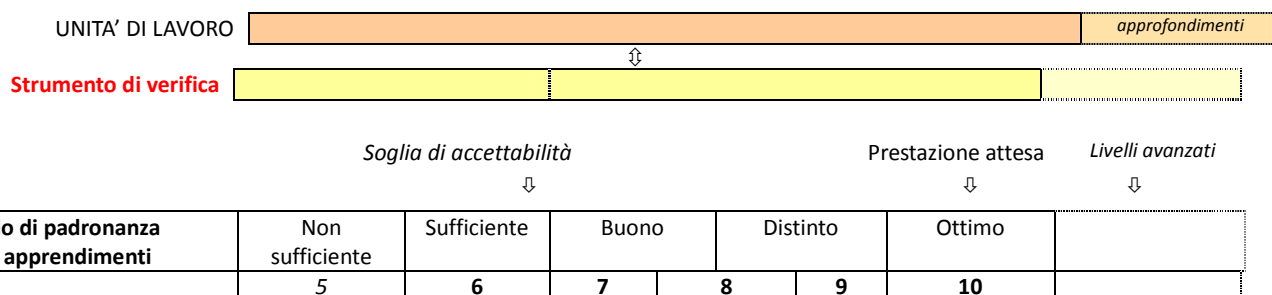 UNITA’ DI LAVORO approfondimenti
⇳
Strumento di verifica
Soglia di accettabilità Prestazione attesa Livelli avanzati
⇩ ⇩ ⇩
di padronanza Non Sufficiente Buono Distinto Ottimo
apprendimenti sufficiente
5 6 7 8 9 10